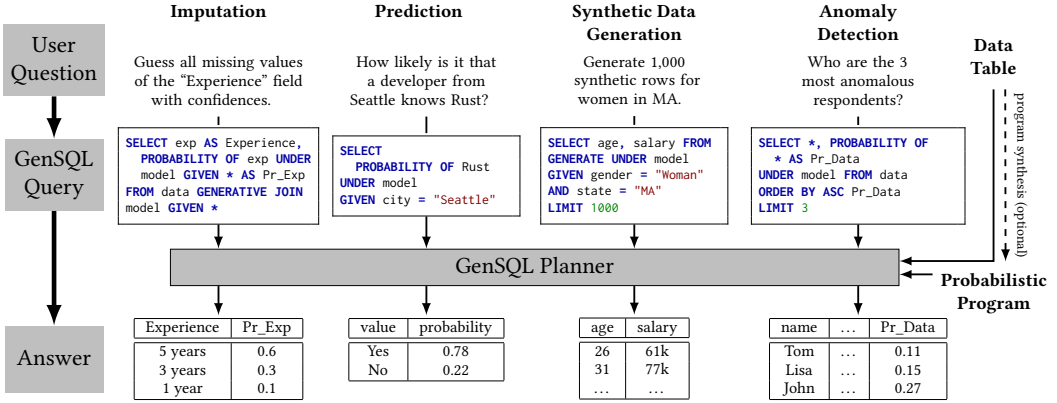 User
Question
GenSQL
Query
Answer
Imputation
Guess all missing values
of the “Experience” field
with confidences.
SELECT exp AS Experience,
PROBABILITY OF exp UNDER
model GIVEN * AS Pr_Exp
FROM data GENERATIVE JOIN
model GIVEN *
Prediction
How likely is it that
a developer from
Seattle knows Rust?
SELECT
PROBABILITY OF Rust
UNDER model
GIVEN city = "Seattle"
Synthetic Data
Generation
Generate 1,000
synthetic rows for
women in MA.
SELECT age, salary FROM
GENERATE UNDER model
GIVEN gender = "Woman"
AND state = "MA"
LIMIT 1000
Anomaly
Detection
Who are the 3
most anomalous
respondents?
SELECT *, PROBABILITY OF
* AS Pr_Data
UNDER model FROM data
ORDER BY ASC Pr_Data
LIMIT 3
Data
Table
program synthesis (optional)
Probabilistic
Program
GenSQL Planner
Experience Pr_Exp
5 years 0.6
3 years 0.3
1 year 0.1
value probability
Yes 0.78
No 0.22
age salary
26 61k
31 77k
... ...
name ... Pr_Data
Tom ... 0.11
Lisa ... 0.15
John ... 0.27